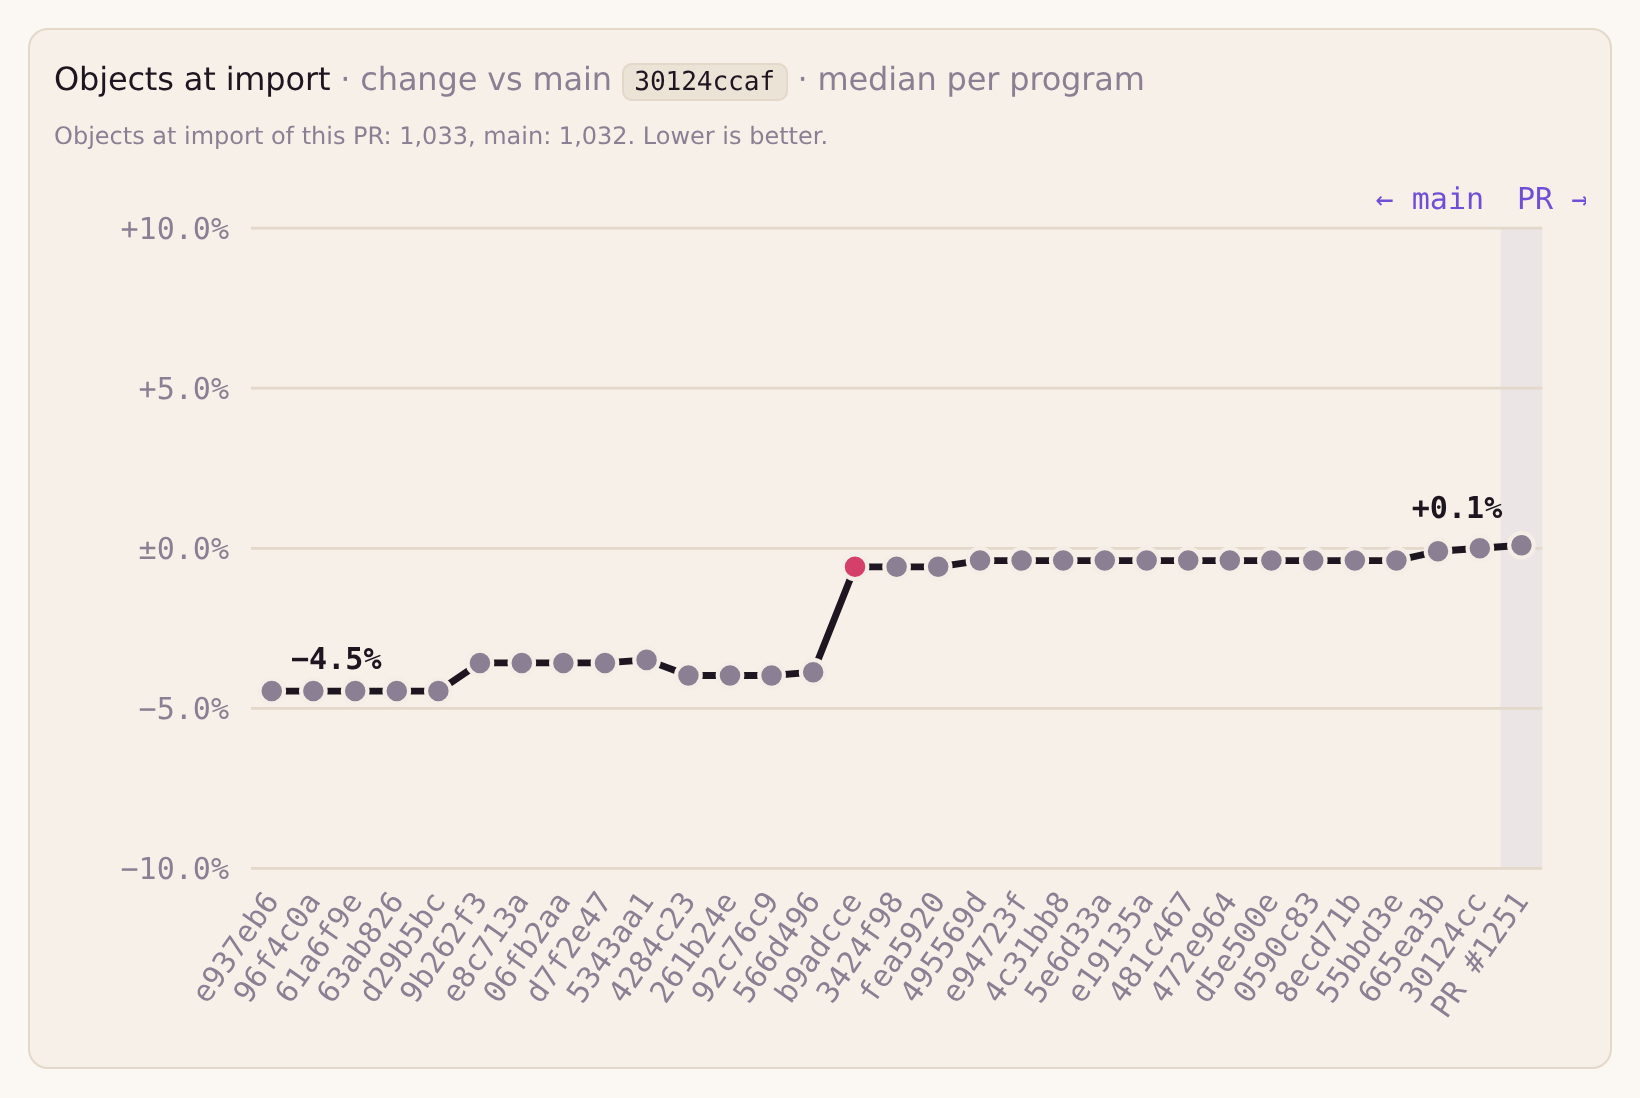 Objects at import · change vs main 30124ccaf · median per program
Objects at import of this PR: 1,033, main: 1,032. Lower is better.
← main PR →
+10.0%
+5.0%
±0.0%
−5.0%
−10.0%
−4.5%
+0.1%
e937eb6
96f4c0a
61a6f9e
63ab826
d29b5bc
9b262f3
e8c713a
06fb2aa
d7f2e47
5343aa1
4284c23
261b24e
92c76c9
566d496
b9adcce
3424f98
fea5920
495569d
e94723f
4c31bb8
5e6d33a
e19135a
481c467
472e964
d5e500e
0590c83
8ecd71b
55bbd3e
665ea3b
30124cc
PR #1251